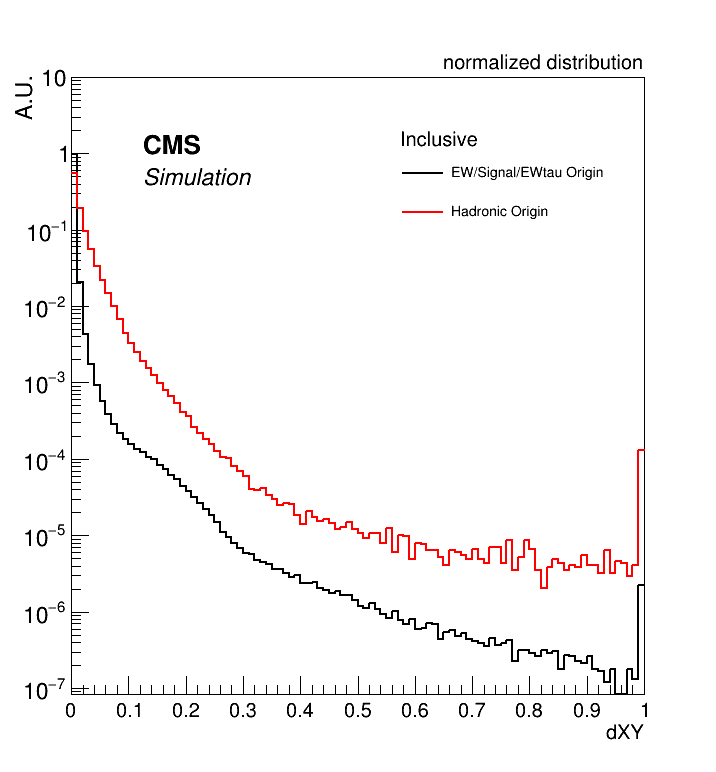 normalized distribution
A.U.
10
1
10−1
10−2
10−3
10−4
10−5
10−6
10−7
CMS
Simulation
Inclusive
EW/Signal/EWtau Origin
Hadronic Origin
0 0.1 0.2 0.3 0.4 0.5 0.6 0.7 0.8 0.9 1
dXY